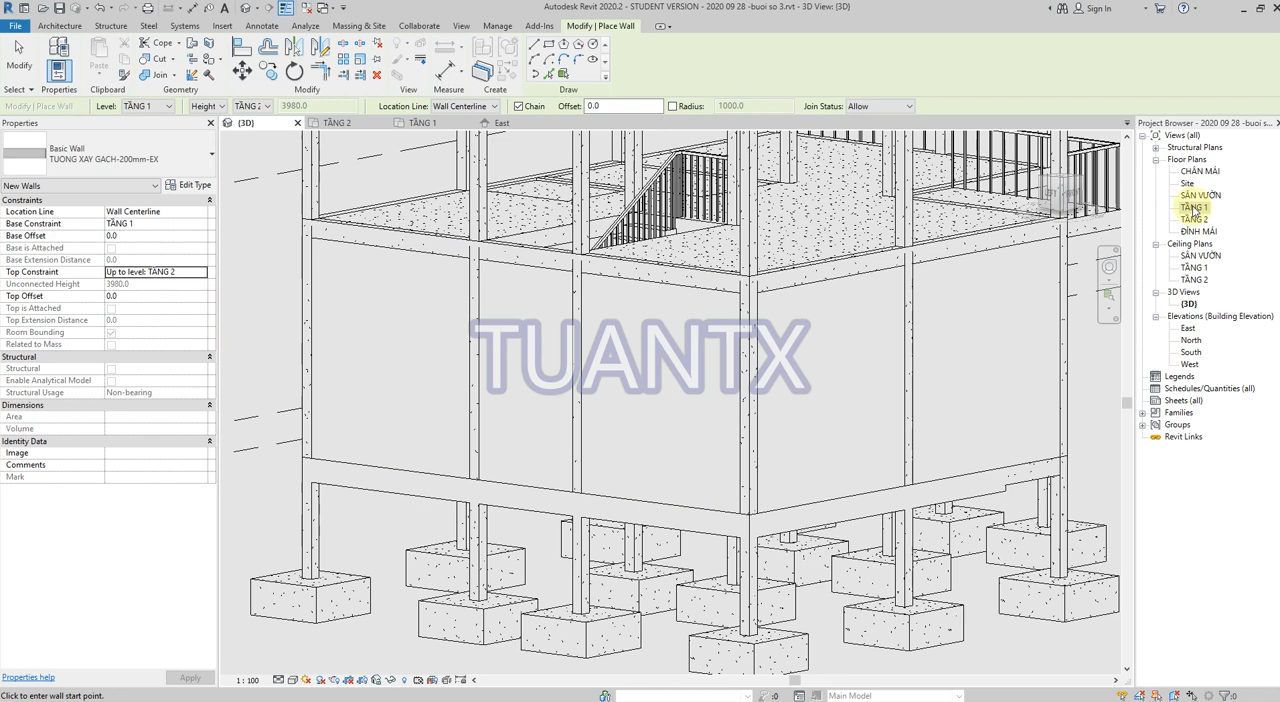 Autodesk Revit 2020.2 - STUDENT VERSION - 2020 09 28 -buoi so 3.rvt - 3D View: {3D}
Sign In
File Architecture Structure Steel Systems Insert Annotate Analyze Massing & Site Collaborate View Manage Add-Ins Modify | Place Wall
Modify
Paste
Cope
Cut
Join
Select Properties Clipboard Geometry Modify View Measure Create Draw
Modify | Place Wall Level: TẦNG 1 Height TẦNG 2 3980.0 Location Line: Wall Centerline Chain Offset: 0.0 Radius: 1000.0 Join Status: Allow
Properties
{3D} TẦNG 2 TẦNG 1 East
Project Browser - 2020 09 28 -buoi s...
Basic Wall
TUONG XAY GACH-200mm-EX
New Walls Edit Type
Constraints
Location Line Wall Centerline
Base Constraint TẦNG 1
Base Offset 0.0
Base is Attached
Base Extension Distance 0.0
Top Constraint Up to level: TẦNG 2
Unconnected Height 3980.0
Top Offset 0.0
Top is Attached
Top Extension Distance 0.0
Room Bounding
Related to Mass
Structural
Structural
Enable Analytical Model
Structural Usage Non-bearing
Dimensions
Area
Volume
Identity Data
Image
Comments
Mark
Properties help Apply
TUANTX
Views (all)
Structural Plans
Floor Plans
CHÂN MÁI
Site
SÂN VƯỜN
TẦNG 1
TẦNG 2
ĐỈNH MÁI
Ceiling Plans
SÂN VƯỜN
TẦNG 1
TẦNG 2
3D Views
{3D}
Elevations (Building Elevation)
East
North
South
West
Legends
Schedules/Quantities (all)
Sheets (all)
Families
Groups
Revit Links
1 : 100
Click to enter wall start point. :0 Main Model :0